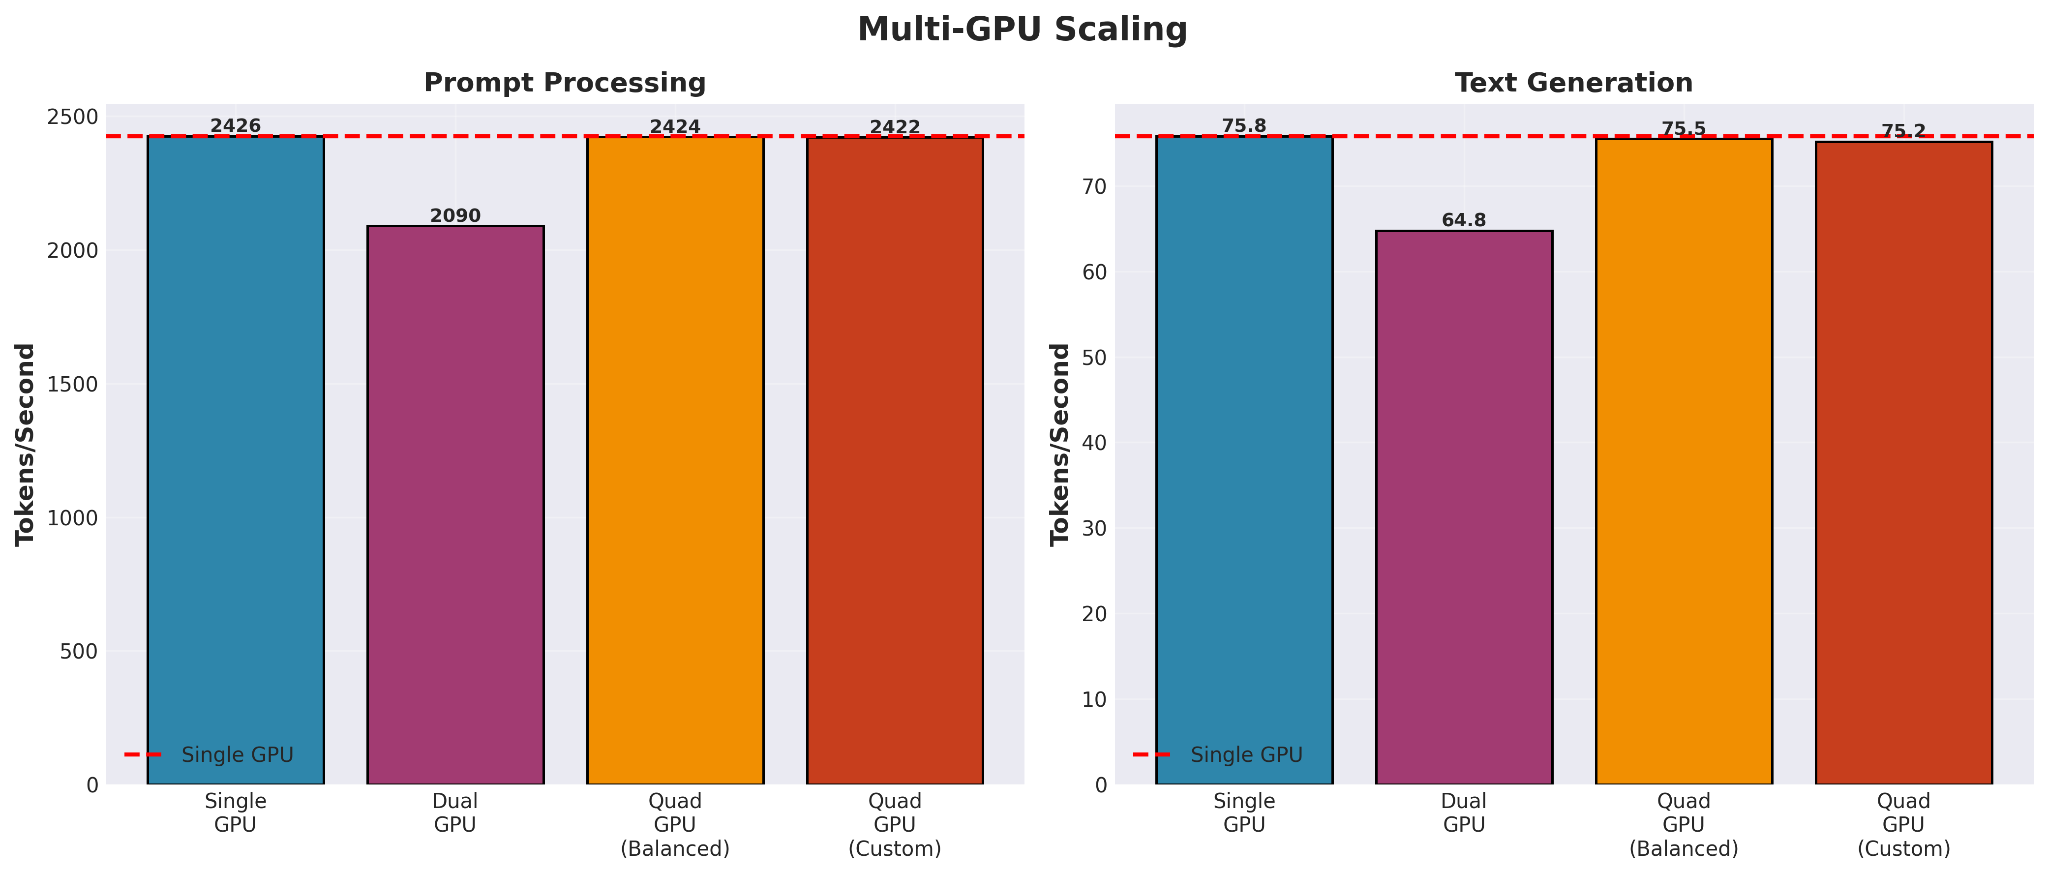 Multi-GPU Scaling
Prompt Processing
Tokens/Second
2500
2000
1500
1000
500
0
2426
2090
2424
2422
Single GPU
Single
GPU
Dual
GPU
Quad
GPU
(Balanced)
Quad
GPU
(Custom)
Text Generation
Tokens/Second
70
60
50
40
30
20
10
0
75.8
64.8
75.5
75.2
Single GPU
Single
GPU
Dual
GPU
Quad
GPU
(Balanced)
Quad
GPU
(Custom)